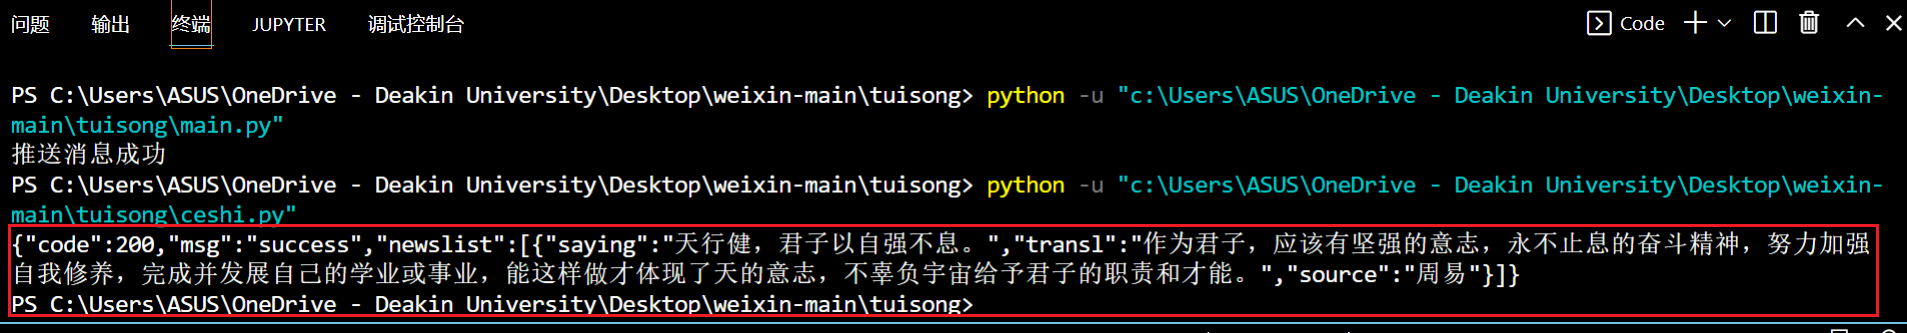 问题 输出 终端 JUPYTER 调试控制台 Code
PS C:\Users\ASUS\OneDrive - Deakin University\Desktop\weixin-main\tuisong> python -u "c:\Users\ASUS\OneDrive - Deakin University\Desktop\weixin-
main\tuisong\main.py"
推送消息成功
PS C:\Users\ASUS\OneDrive - Deakin University\Desktop\weixin-main\tuisong> python -u "c:\Users\ASUS\OneDrive - Deakin University\Desktop\weixin-
main\tuisong\ceshi.py"
{"code":200,"msg":"success","newslist":[{"saying":"天行健，君子以自强不息。","transl":"作为君子，应该有坚强的意志，永不止息的奋斗精神，努力加强
自我修养，完成并发展自己的学业或事业，能这样做才体现了天的意志，不辜负宇宙给予君子的职责和才能。","source":"周易"}]}
PS C:\Users\ASUS\OneDrive - Deakin University\Desktop\weixin-main\tuisong>